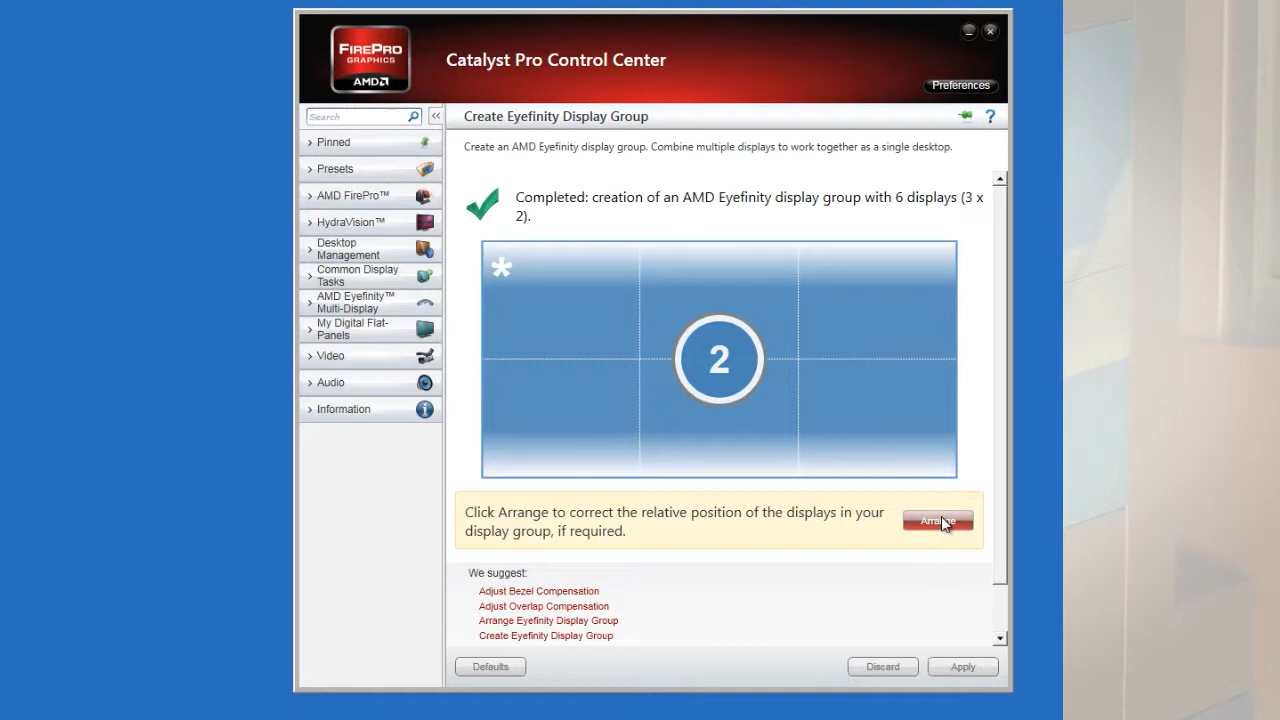 FIREPRO
GRAPHICS
AMD
Catalyst Pro Control Center
Preferences
Search
Create Eyefinity Display Group
?
Pinned
Presets
AMD FirePro™
HydraVision™
Desktop
Management
Common Display
Tasks
AMD Eyefinity™
Multi-Display
My Digital Flat-
Panels
Video
Audio
Information
Create an AMD Eyefinity display group. Combine multiple displays to work together as a single desktop.
Completed: creation of an AMD Eyefinity display group with 6 displays (3 x
2).
*
2
Click Arrange to correct the relative position of the displays in your
display group, if required.
Arrange
We suggest:
Adjust Bezel Compensation
Adjust Overlap Compensation
Arrange Eyefinity Display Group
Create Eyefinity Display Group
Defaults
Discard
Apply